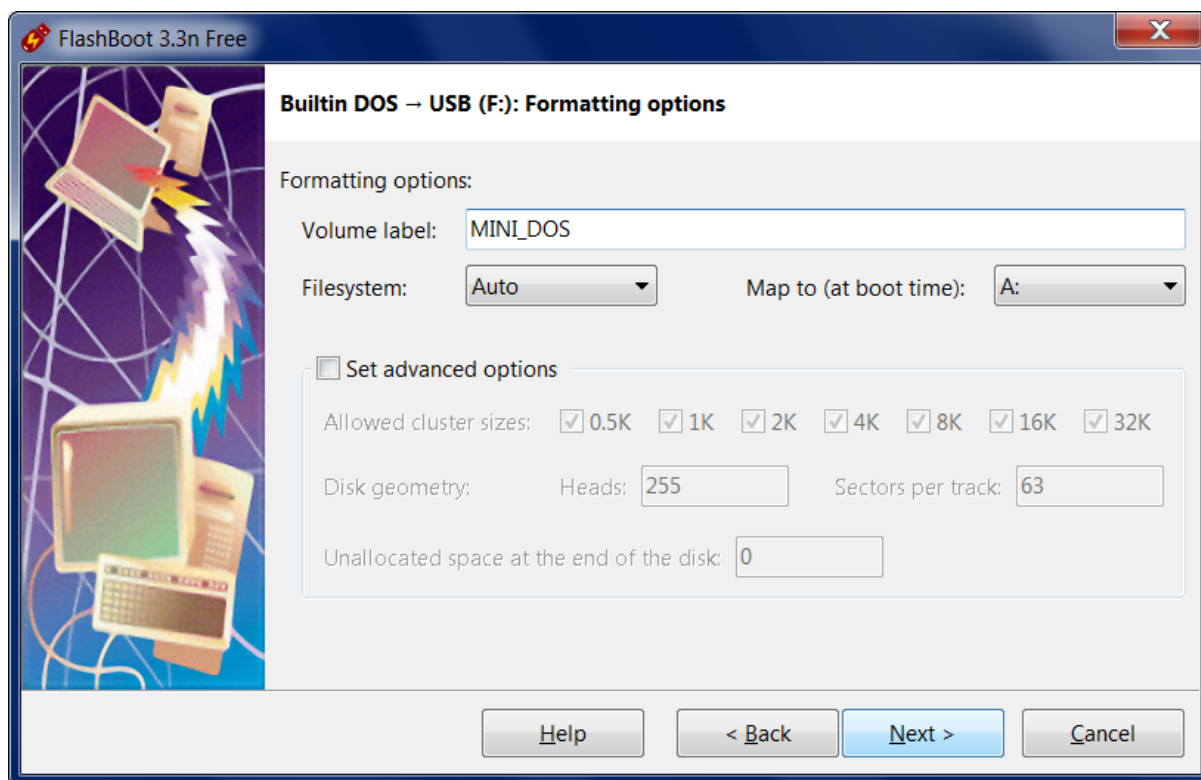 FlashBoot 3.3n Free
X
Builtin DOS → USB (F:): Formatting options
Formatting options:
Volume label: MINI_DOS
Filesystem: Auto Map to (at boot time): A:
Set advanced options
Allowed cluster sizes: 0.5K 1K 2K 4K 8K 16K 32K
Disk geometry: Heads: 255 Sectors per track: 63
Unallocated space at the end of the disk: 0
Help < Back Next > Cancel